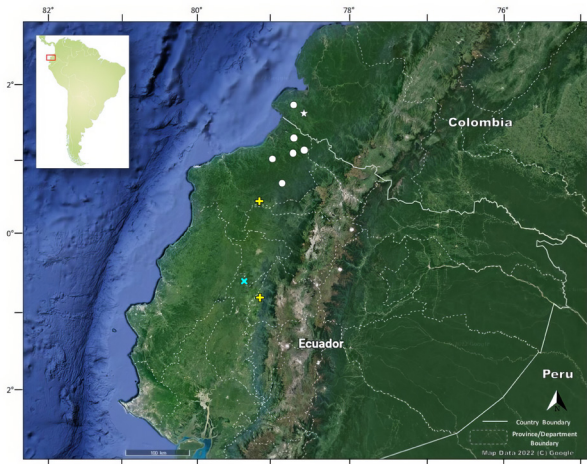 82°
80°
78°
76°
2°
0°
2°
Colombia
Ecuador
Peru
N
Country Boundary
Province/Department
Boundary
100 km
Map Data 2022 (C) Google